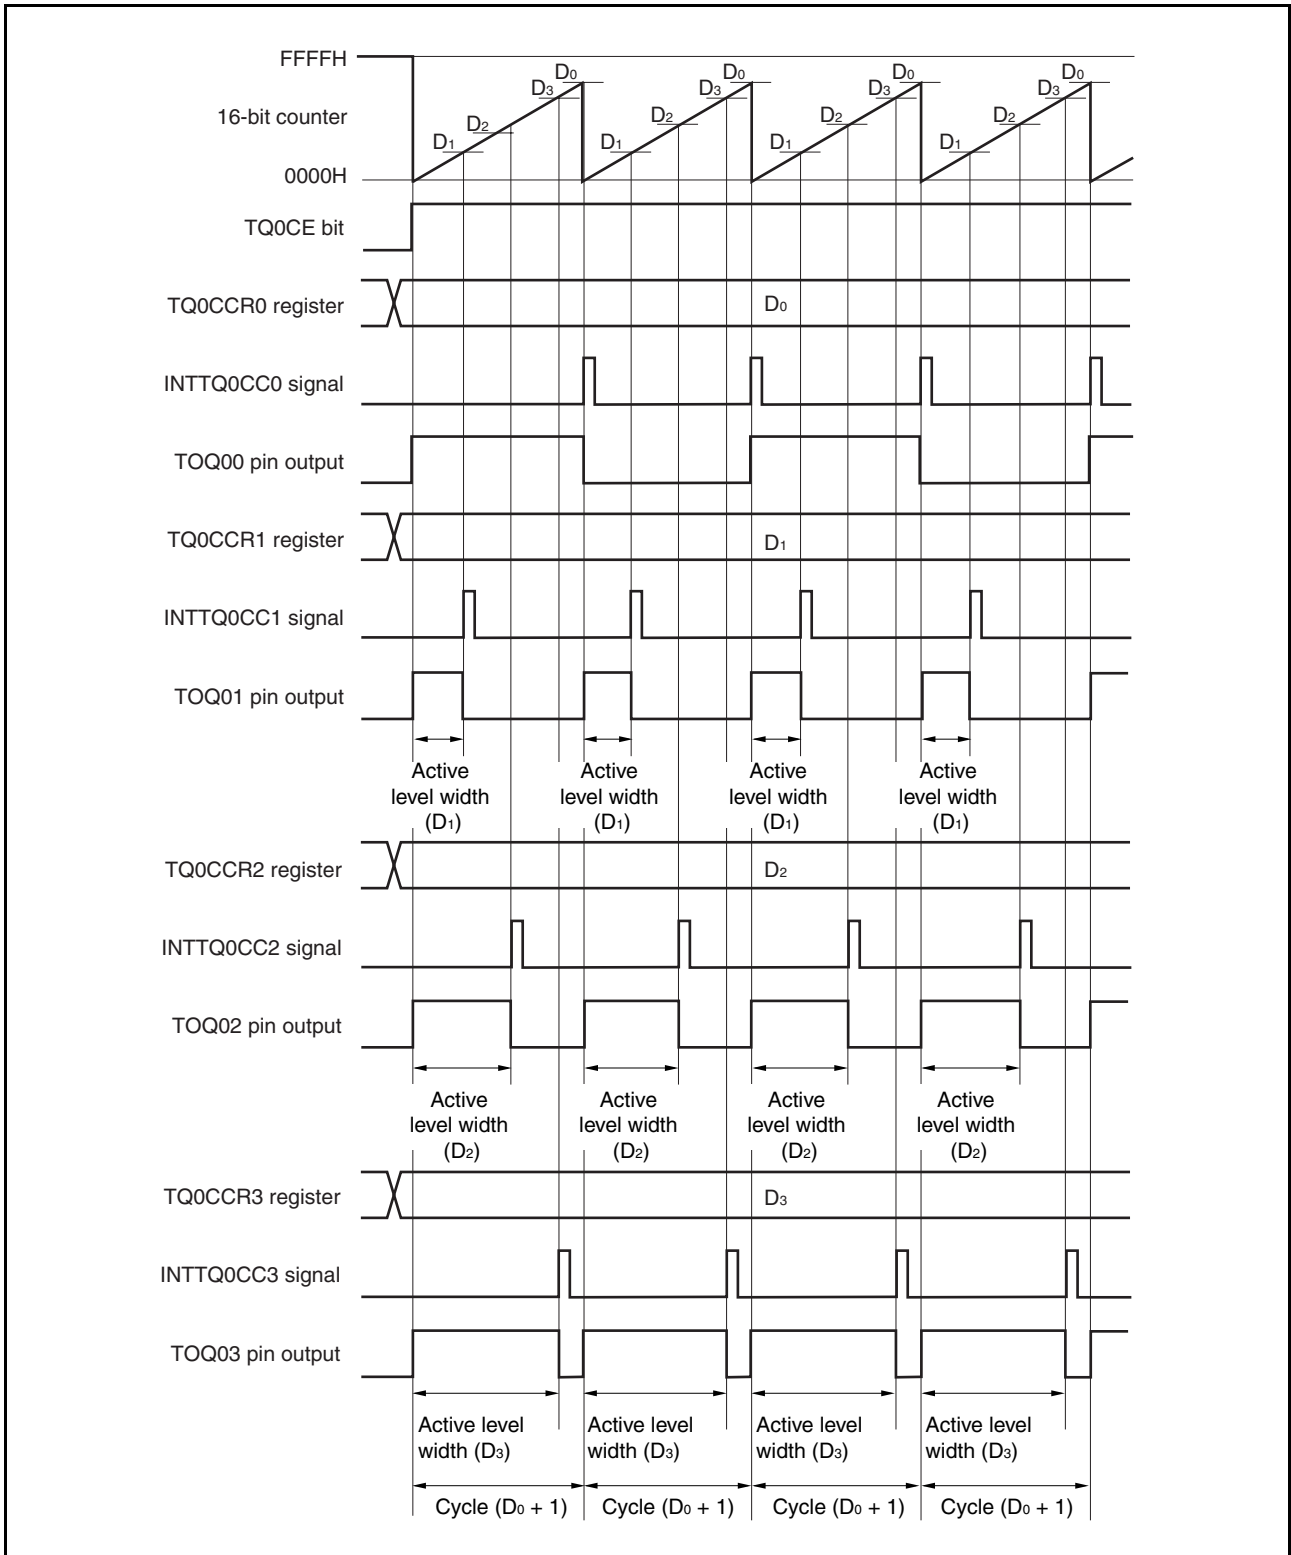 FFFFH
16-bit counter
0000H
D1 D2 D3 D0 D1 D2 D3 D0 D1 D2 D3 D0 D1 D2 D3 D0
TQ0CE bit
TQ0CCR0 register
D0
INTTQ0CC0 signal
TOQ00 pin output
TQ0CCR1 register
D1
INTTQ0CC1 signal
TOQ01 pin output
Active Active Active Active
level width level width level width level width
(D1) (D1) (D1) (D1)
TQ0CCR2 register
D2
INTTQ0CC2 signal
TOQ02 pin output
Active Active Active Active
level width level width level width level width
(D2) (D2) (D2) (D2)
TQ0CCR3 register
D3
INTTQ0CC3 signal
TOQ03 pin output
Active level Active level Active level Active level
width (D3) width (D3) width (D3) width (D3)
Cycle (D0 + 1) Cycle (D0 + 1) Cycle (D0 + 1) Cycle (D0 + 1)